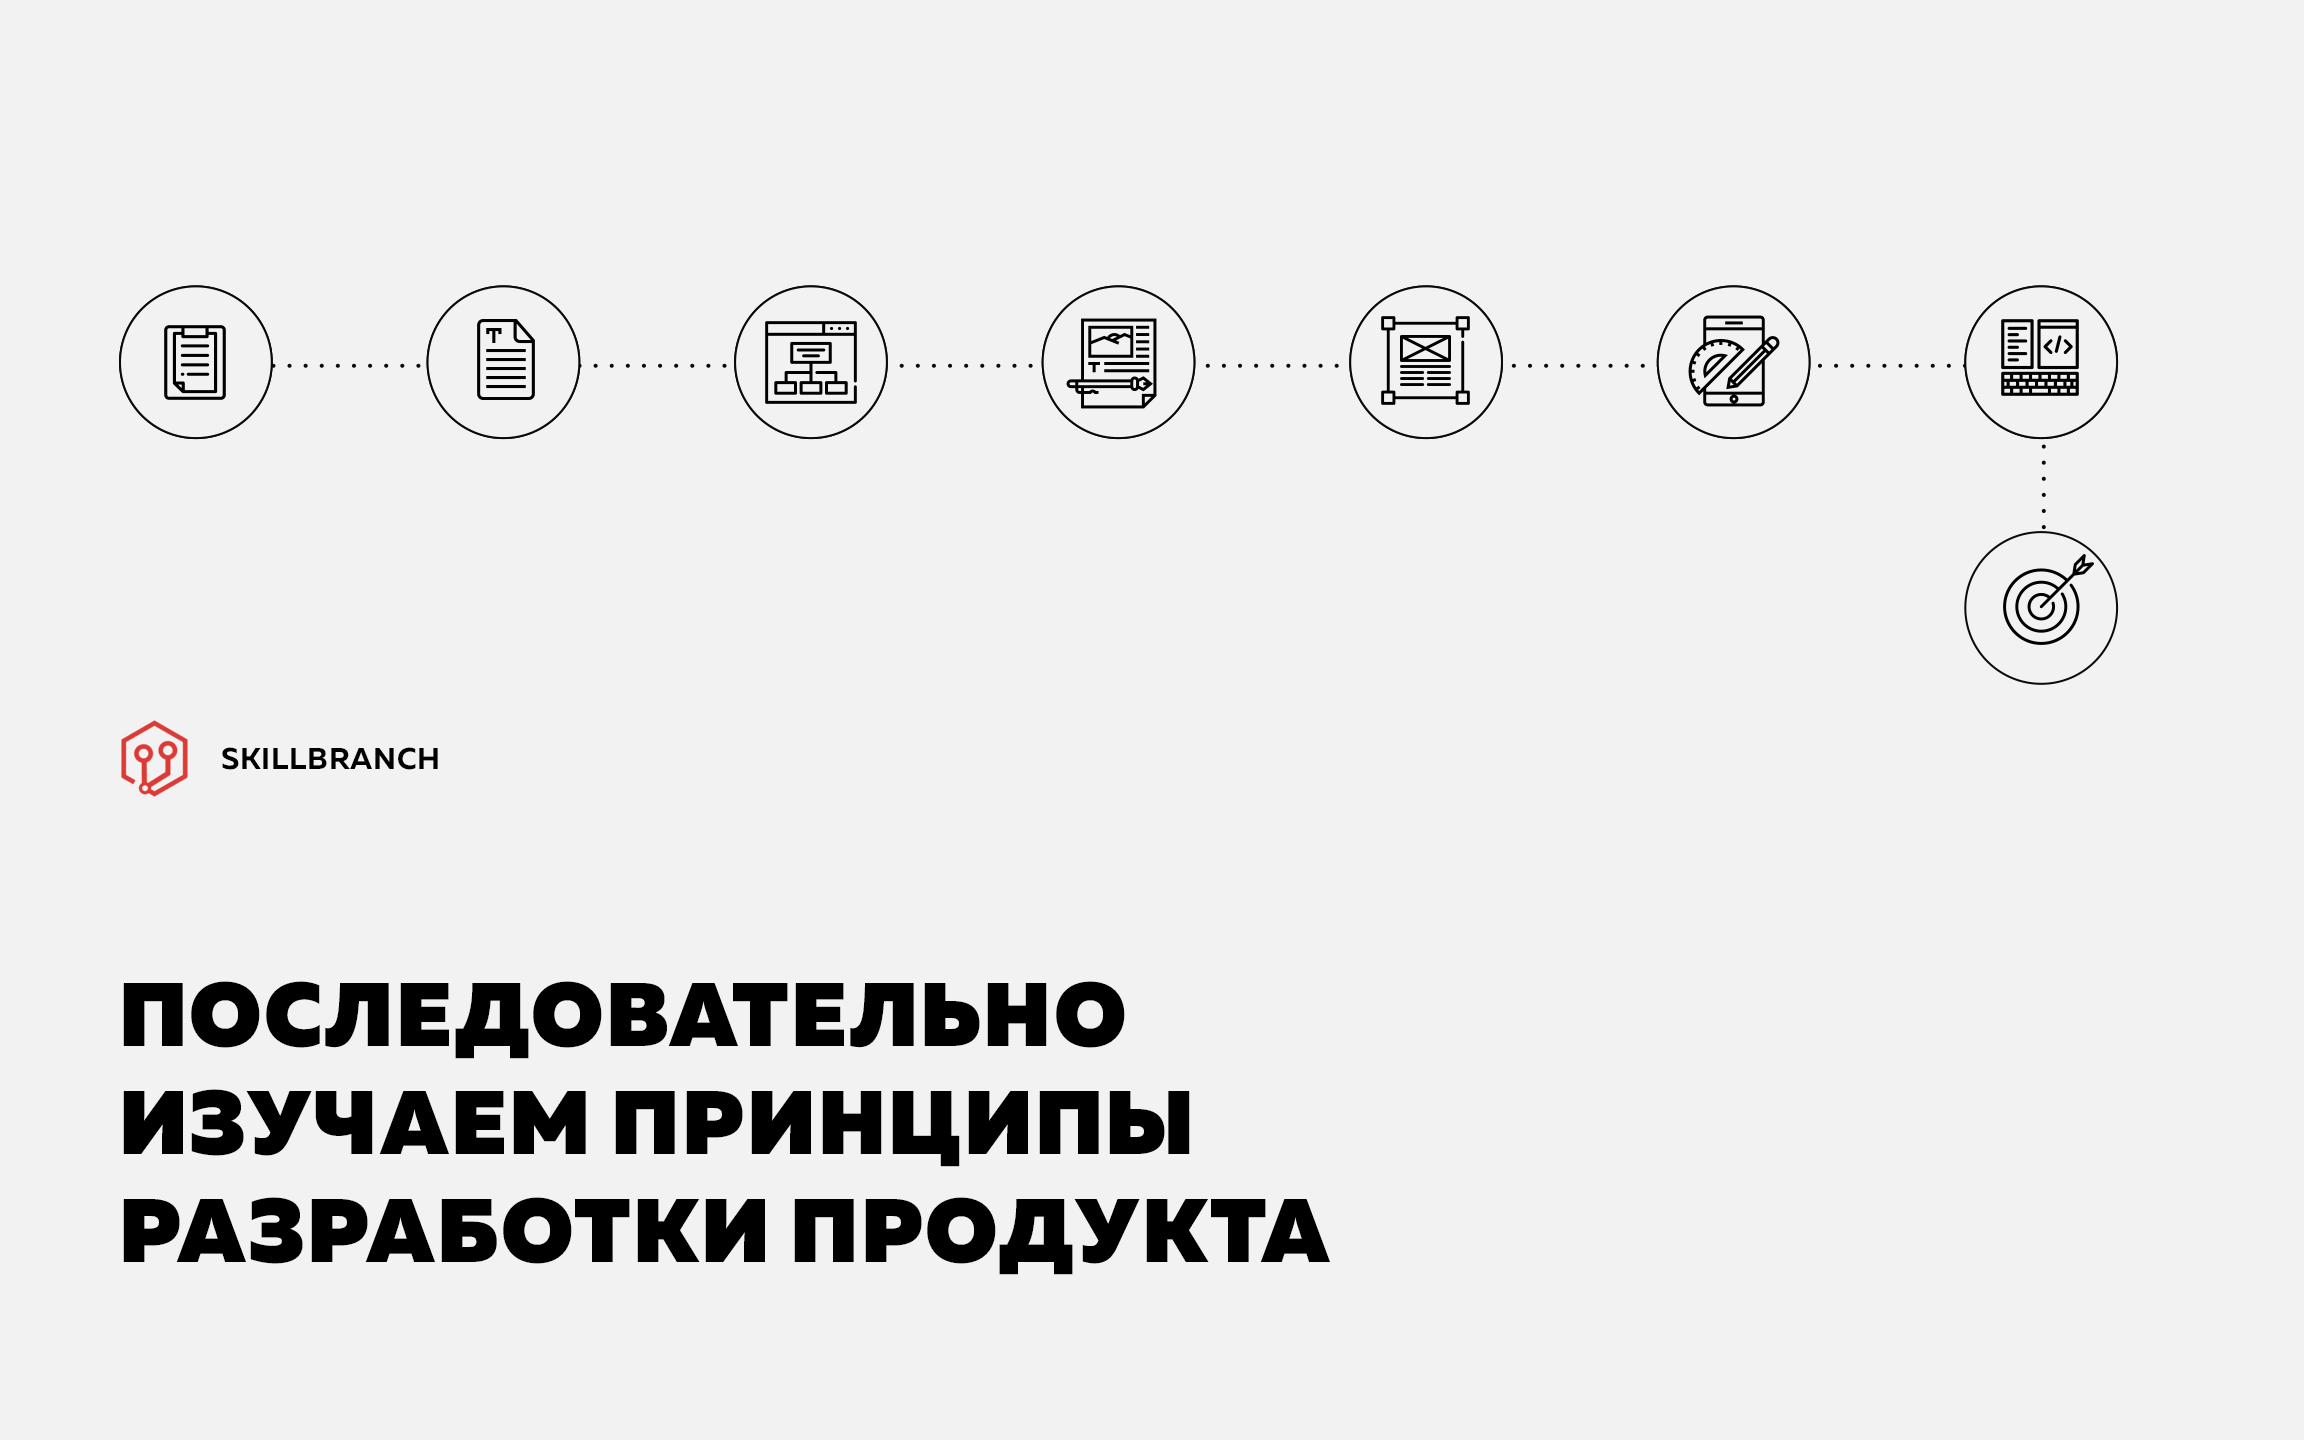 SKILLBRANCH
ПОСЛЕДОВАТЕЛЬНО
ИЗУЧАЕМ ПРИНЦИПЫ
РАЗРАБОТКИ ПРОДУКТА